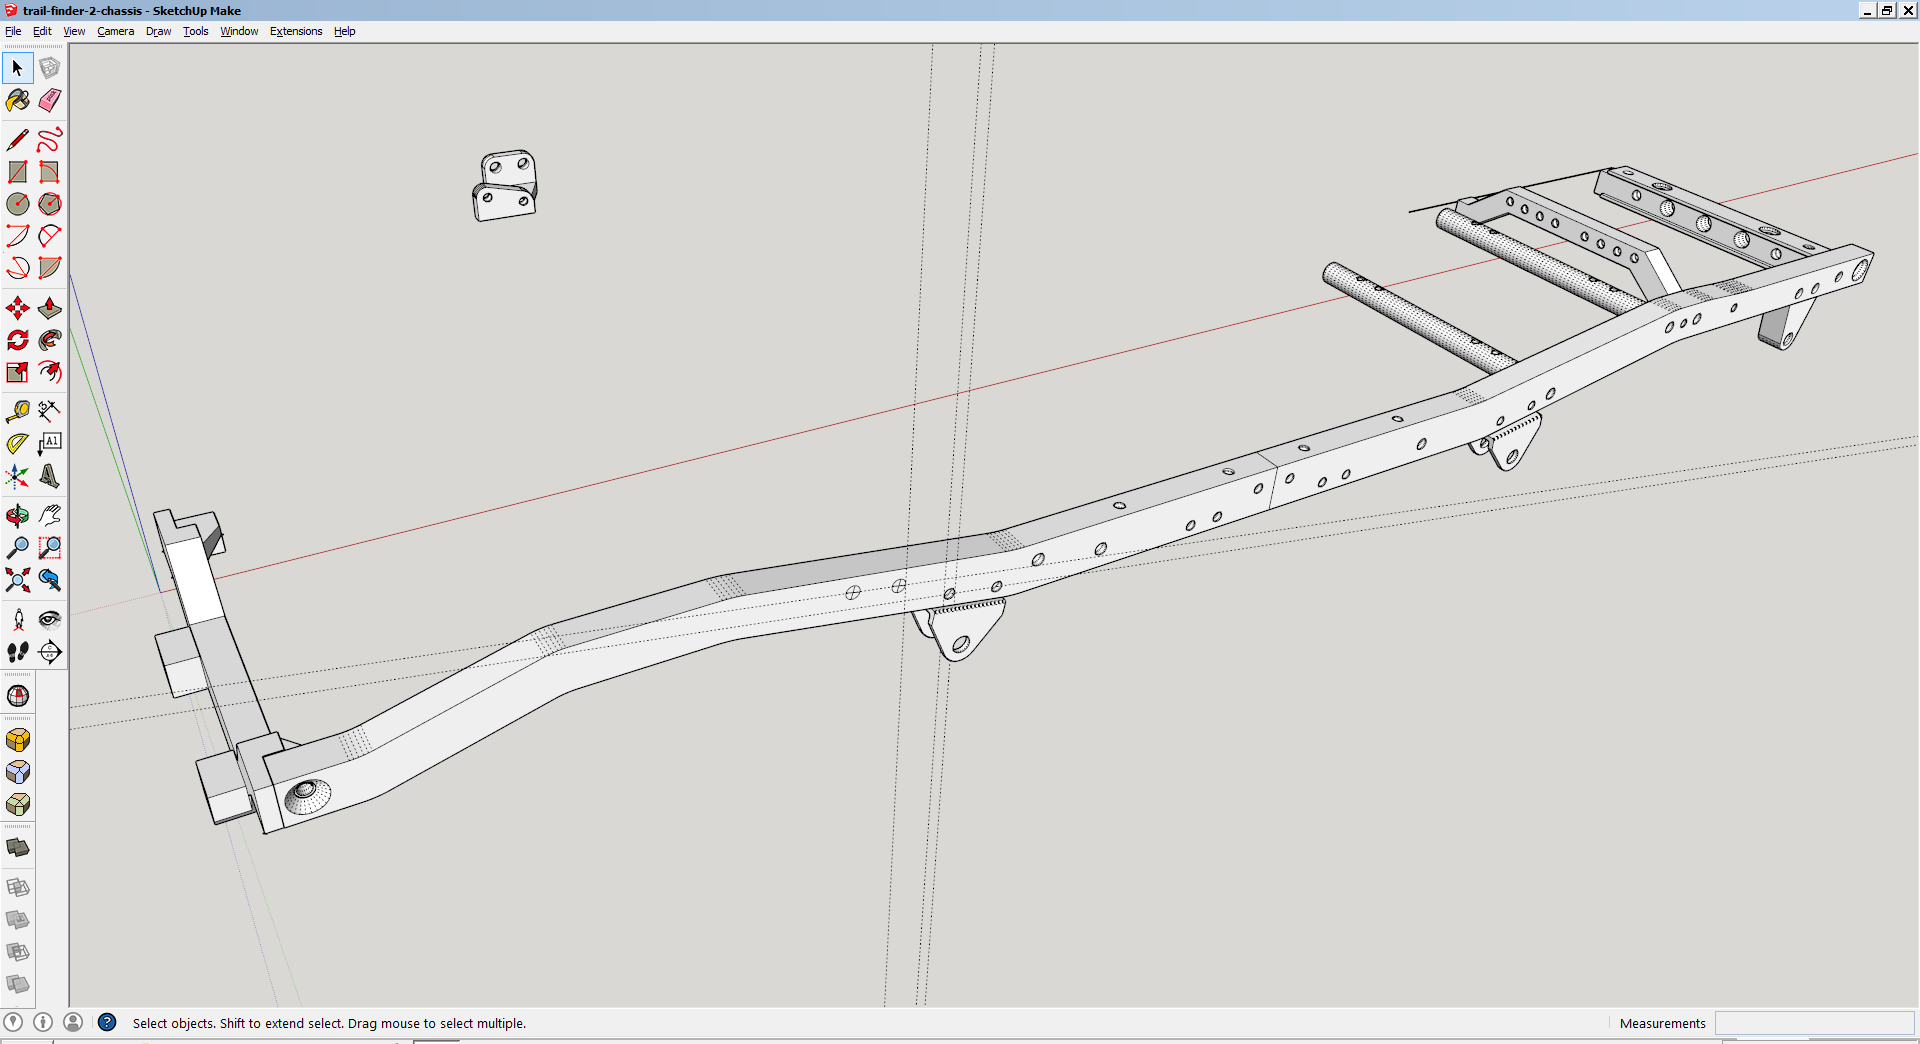 trail-finder-2-chassis - SketchUp Make
File Edit View Camera Draw Tools Window Extensions Help
A1
Select objects. Shift to extend select. Drag mouse to select multiple.
Measurements